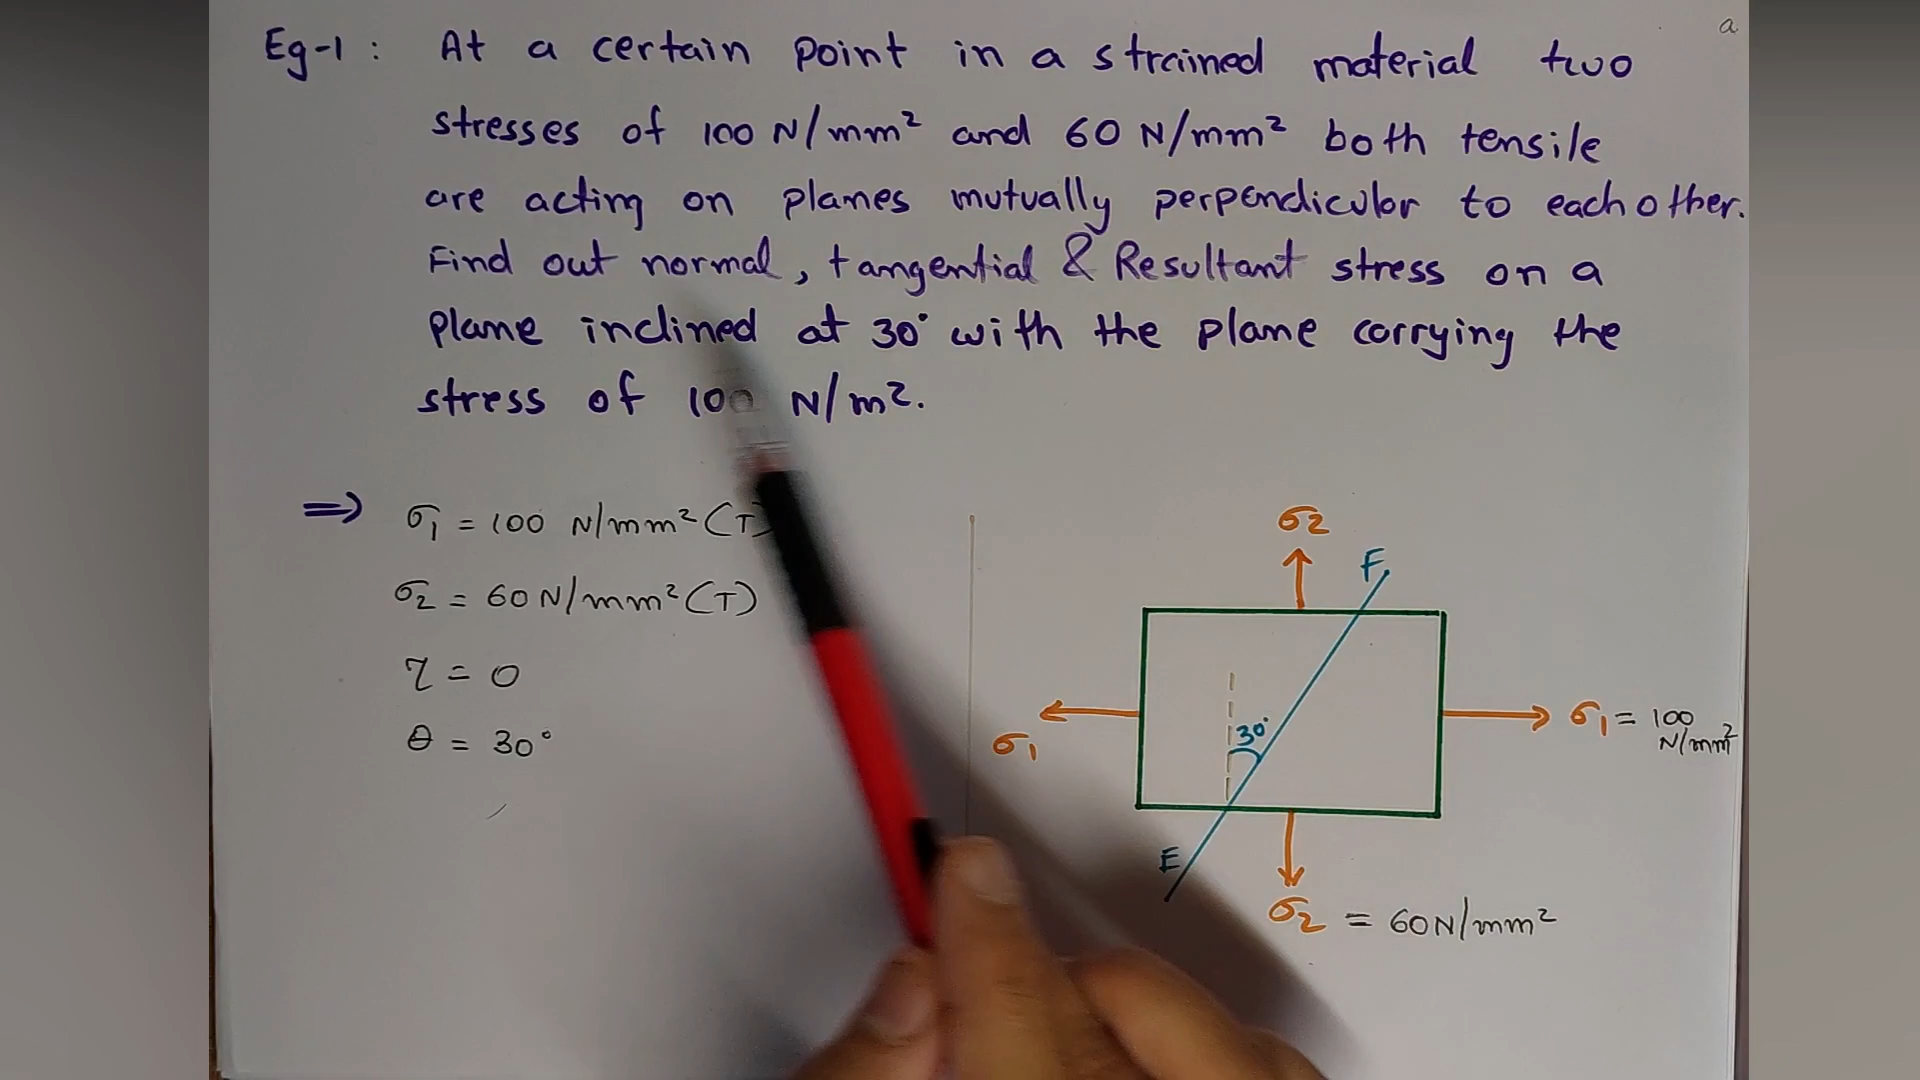 a
Eg-1 : At a certain point in a strained material two
stresses of 100 N/mm² and 60 N/mm² both tensile
are acting on planes mutually perpendicular to each other.
Find out normal, tangential & Resultant stress on a
plane inclined at 30° with the plane carrying the
stress of 100 N/m².
⇒ σ1 = 100 N/mm² (T)
σ2 = 60 N/mm² (T)
τ = 0
θ = 30°
σ2
F
30°
σ1
σ1 = 100
N/mm²
E
σ2 = 60 N/mm²